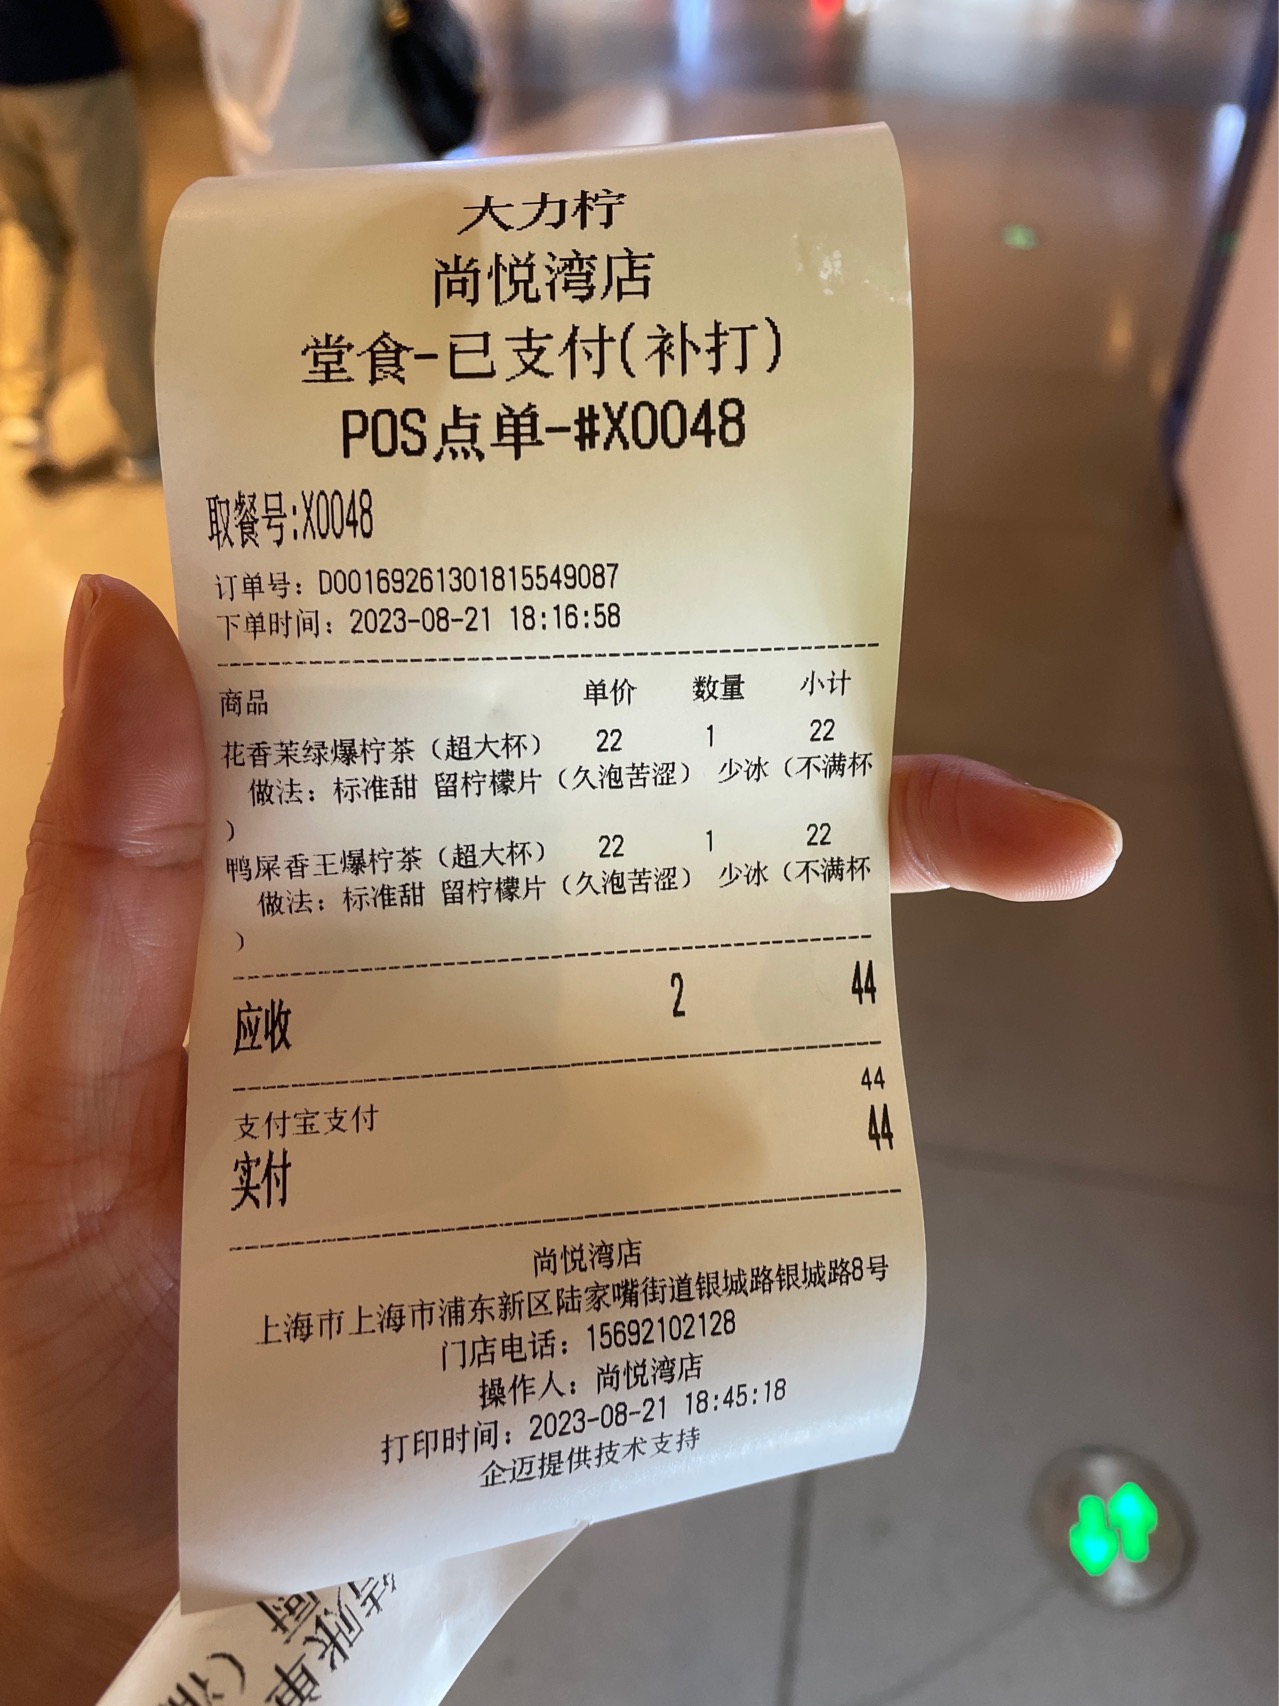 大力柠
尚悦湾店
堂食-已支付(补打)
POS点单-#X0048
取餐号:X0048
订单号: D001692613018155​49087
下单时间: 2023-08-21 18:16:58
商品 单价 数量 小计
花香茉绿爆柠茶（超大杯） 22 1 22
做法: 标准甜 留柠檬片（久泡苦涩） 少冰（不满杯
）
鸭屎香王爆柠茶（超大杯） 22 1 22
做法: 标准甜 留柠檬片（久泡苦涩） 少冰（不满杯
）
应收 2 44
支付宝支付 44
实付 44
尚悦湾店
上海市上海市浦东新区陆家嘴街道银城路银城路8号
门店电话: 15692102128
操作人: 尚悦湾店
打印时间: 2023-08-21 18:45:18
企迈提供技术支持
结账单